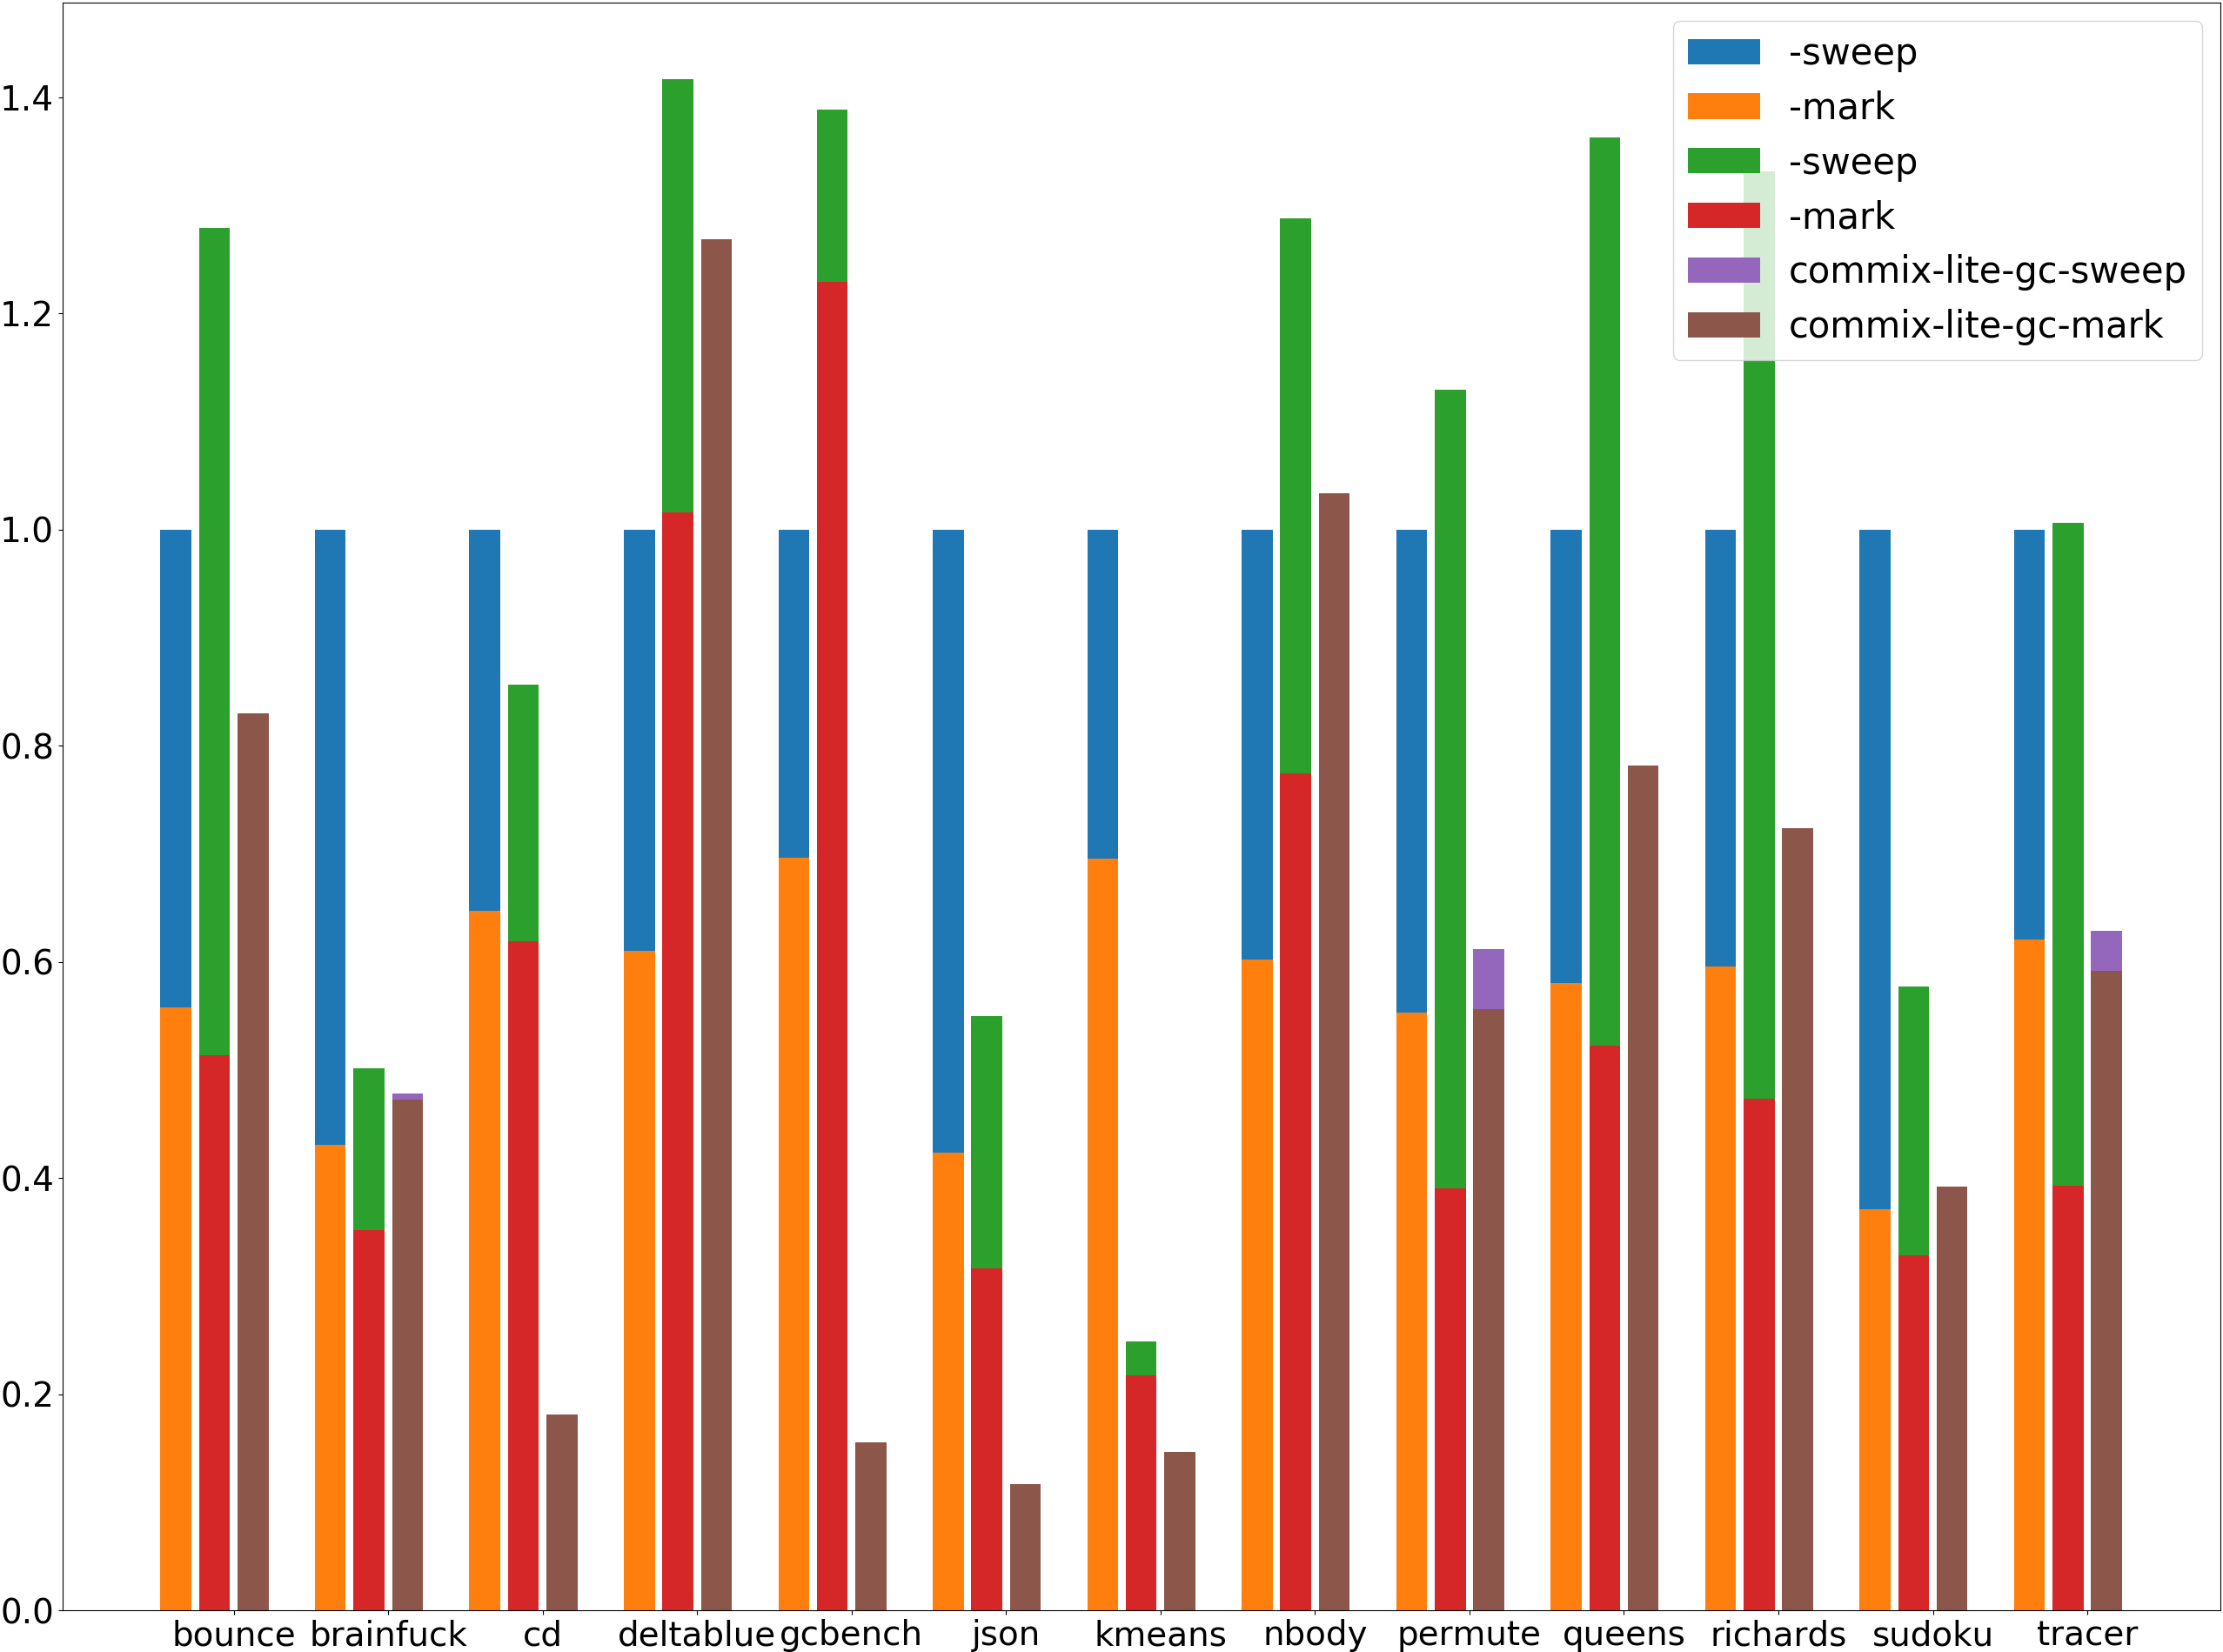 -sweep
-mark
-sweep
-mark
commix-lite-gc-sweep
commix-lite-gc-mark
1.4
1.2
1.0
0.8
0.6
0.4
0.2
0.0
bounce brainfuck cd deltablue gcbench json kmeans nbody permute queens richards sudoku tracer